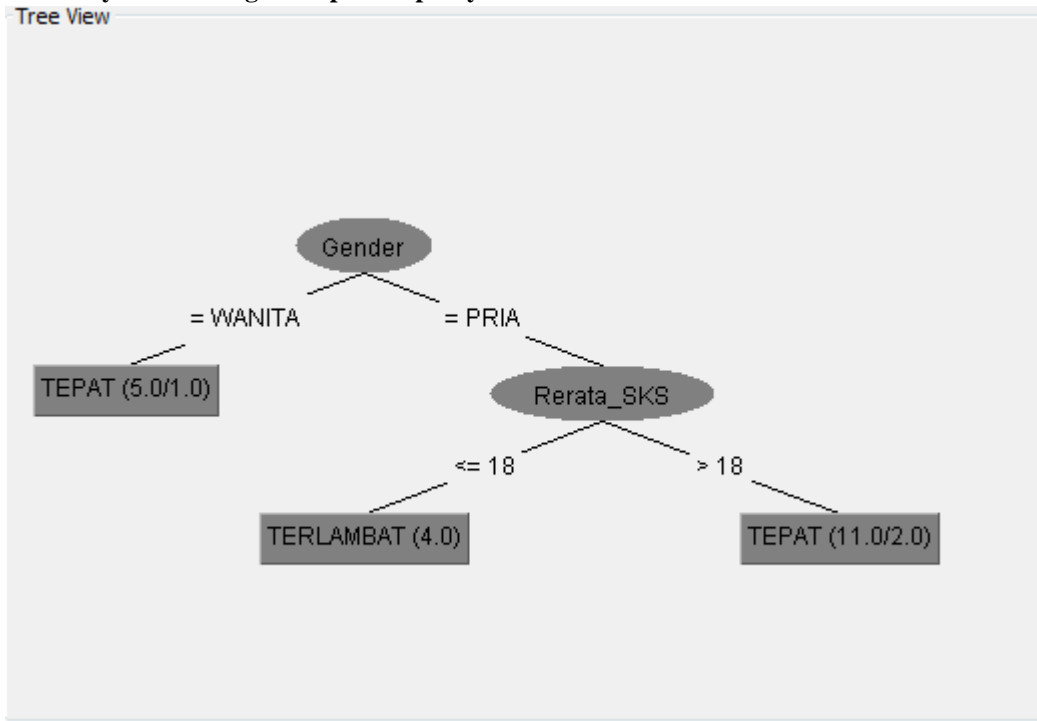 Tree View
Gender
= WANITA
= PRIA
TEPAT (5.0/1.0)
Rerata_SKS
<= 18
> 18
TERLAMBAT (4.0)
TEPAT (11.0/2.0)